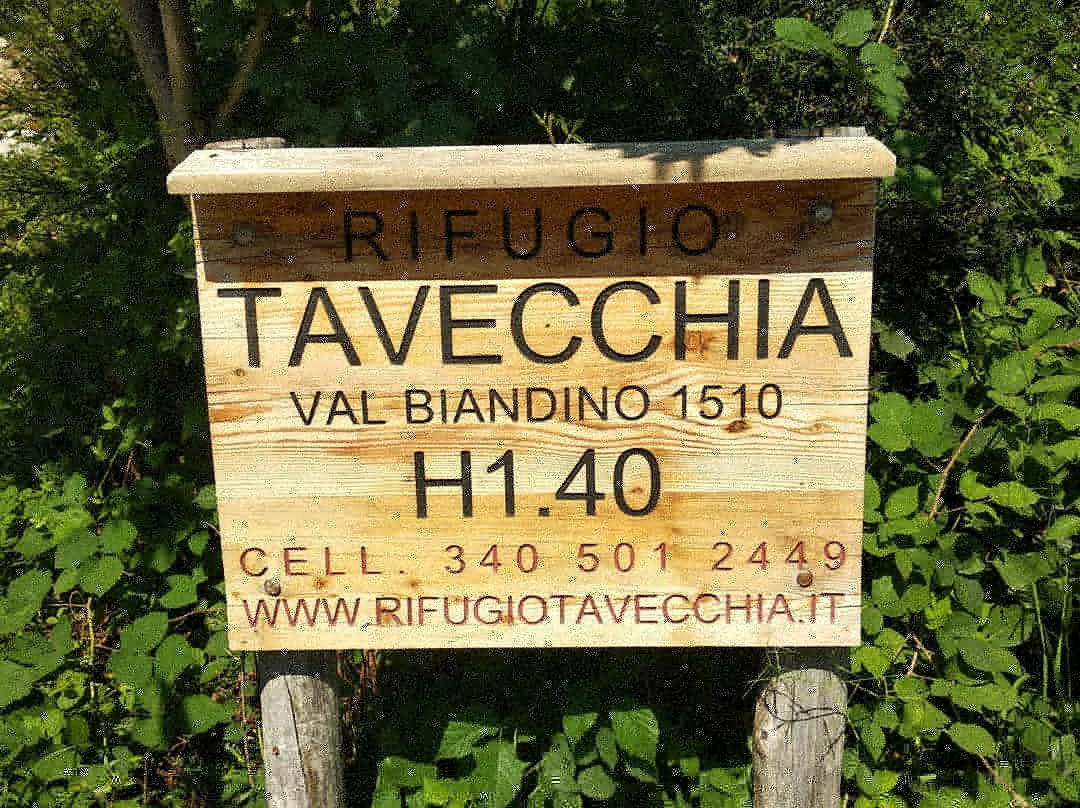 RIFUGIO
TAVECCHIA
VAL BIANDINO 1510
H1.40
CELL. 340 501 2449
WWW.RIFUGIOTAVECCHIA.IT